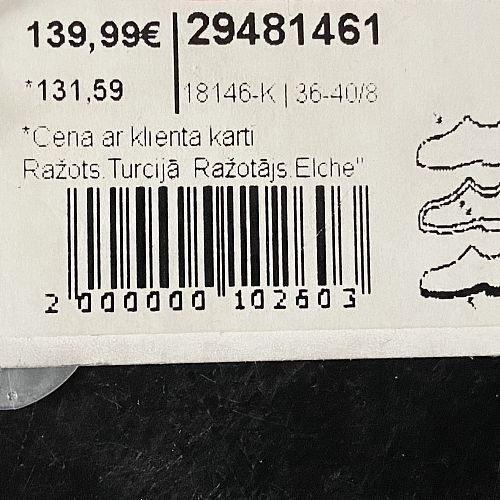 139,99€ 29481461
*131,59 18146-K | 36-40/8
*Cena ar klienta karti
Ražots.Turcijā Ražotājs.Elche"
2 000000 102603